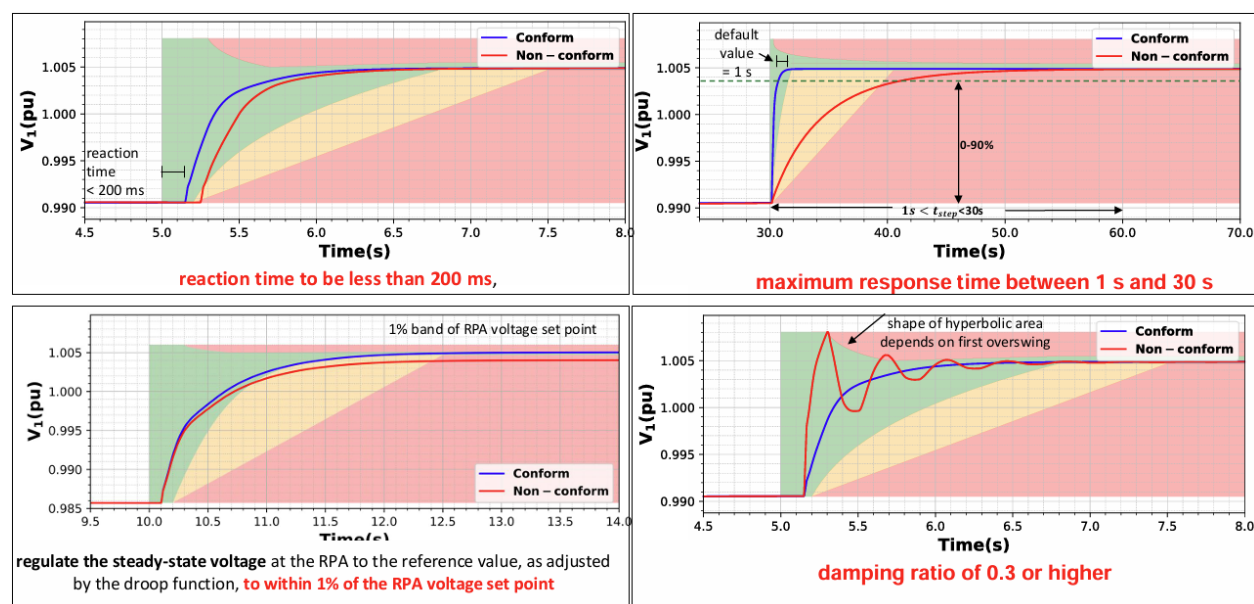 Conform
Non – conform
1.005
1.000
0.995
0.990
V1(pu)
reaction
time
< 200 ms
4.5 5.0 5.5 6.0 6.5 7.0 7.5 8.0
Time(s)
reaction time to be less than 200 ms,
default
value
= 1 s
Conform
Non – conform
1.005
1.000
0.995
0.990
V1(pu)
0-90%
1s < tstep<30s
30.0 40.0 50.0 60.0 70.0
Time(s)
maximum response time between 1 s and 30 s
1% band of RPA voltage set point
1.005
1.000
0.995
0.990
0.985
V1(pu)
Conform
Non – conform
9.5 10.0 10.5 11.0 11.5 12.0 12.5 13.0 13.5 14.0
Time(s)
regulate the steady-state voltage at the RPA to the reference value, as adjusted
by the droop function, to within 1% of the RPA voltage set point
shape of hyperbolic area
depends on first overswing
Conform
Non – conform
1.005
1.000
0.995
0.990
V1(pu)
4.5 5.0 5.5 6.0 6.5 7.0 7.5 8.0
Time(s)
damping ratio of 0.3 or higher